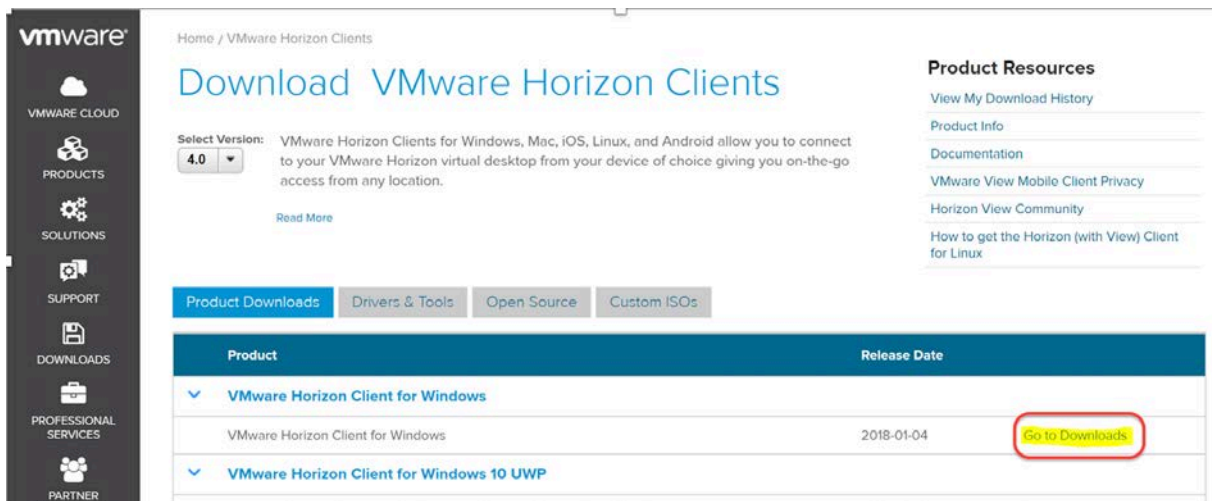 vmware
VMWARE CLOUD
PRODUCTS
SOLUTIONS
SUPPORT
DOWNLOADS
PROFESSIONAL
SERVICES
PARTNER
Home / VMware Horizon Clients
Download VMware Horizon Clients
Select Version:
4.0
VMware Horizon Clients for Windows, Mac, iOS, Linux, and Android allow you to connect
to your VMware Horizon virtual desktop from your device of choice giving you on-the-go
access from any location.
Read More
Product Resources
View My Download History
Product Info
Documentation
VMware View Mobile Client Privacy
Horizon View Community
How to get the Horizon (with View) Client
for Linux
Product Downloads Drivers & Tools Open Source Custom ISOs
Product Release Date
VMware Horizon Client for Windows
VMware Horizon Client for Windows 2018-01-04 Go to Downloads
VMware Horizon Client for Windows 10 UWP